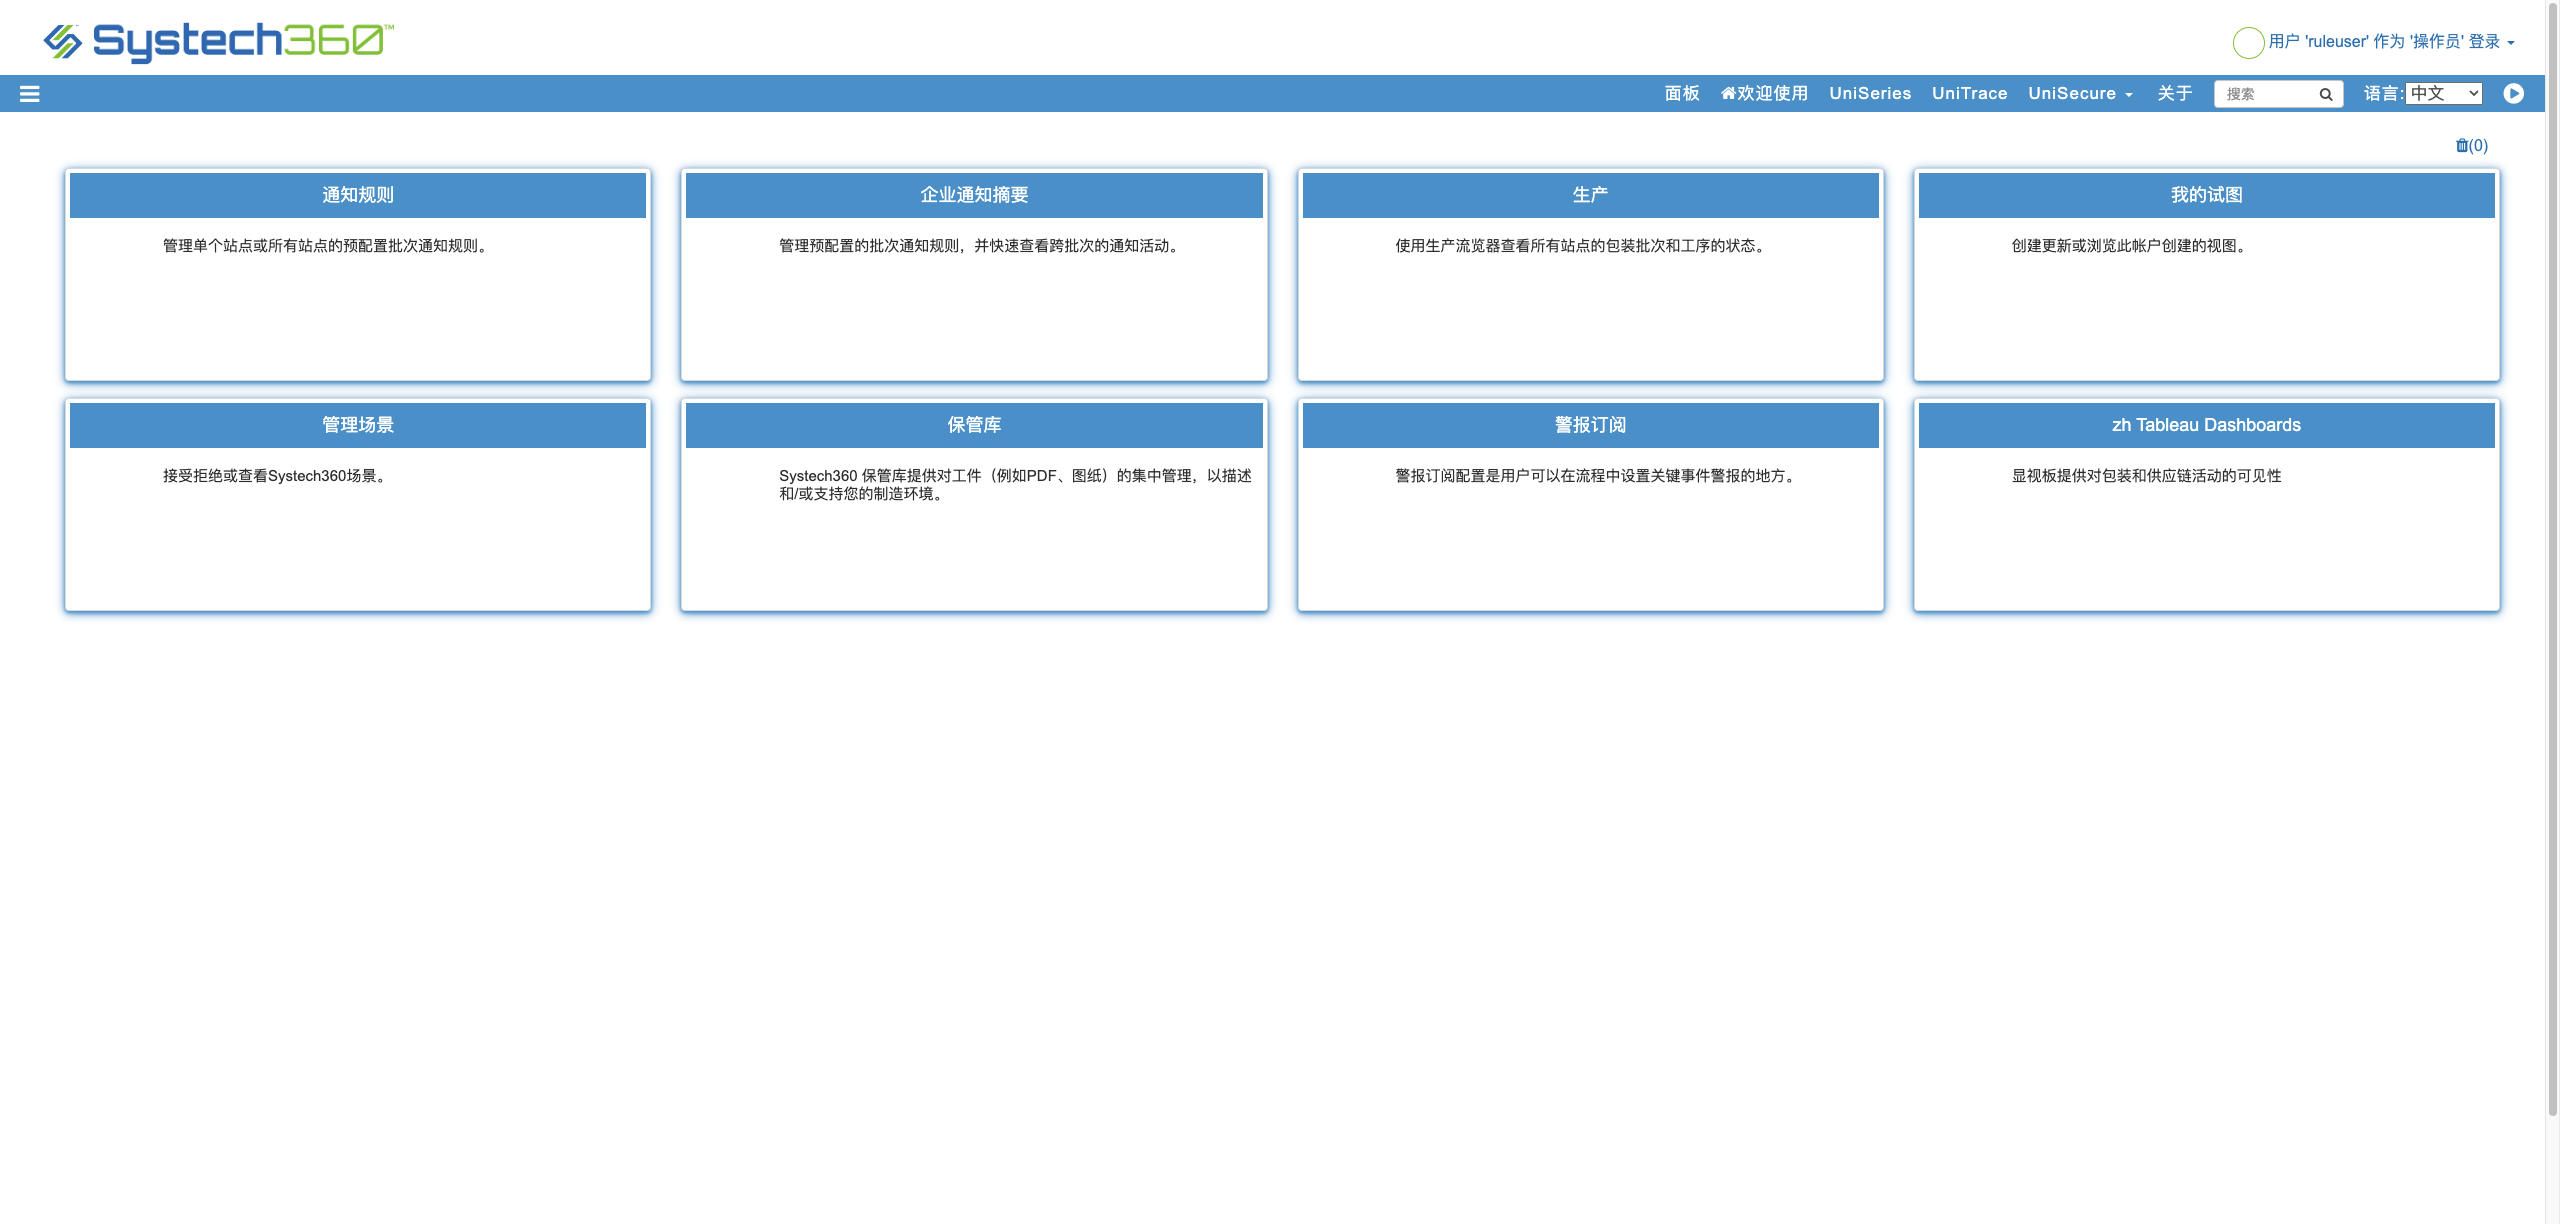 Systech360™
用户 'ruleuser' 作为 '操作员' 登录
面板 欢迎使用 UniSeries UniTrace UniSecure 关于 搜索 语言: 中文
(0)
通知规则
管理单个站点或所有站点的预配置批次通知规则。
企业通知摘要
管理预配置的批次通知规则，并快速查看跨批次的通知活动。
生产
使用生产流览器查看所有站点的包装批次和工序的状态。
我的试图
创建更新或浏览此帐户创建的视图。
管理场景
接受拒绝或查看Systech360场景。
保管库
Systech360 保管库提供对工件（例如PDF、图纸）的集中管理，以描述
和/或支持您的制造环境。
警报订阅
警报订阅配置是用户可以在流程中设置关键事件警报的地方。
zh Tableau Dashboards
显视板提供对包装和供应链活动的可见性